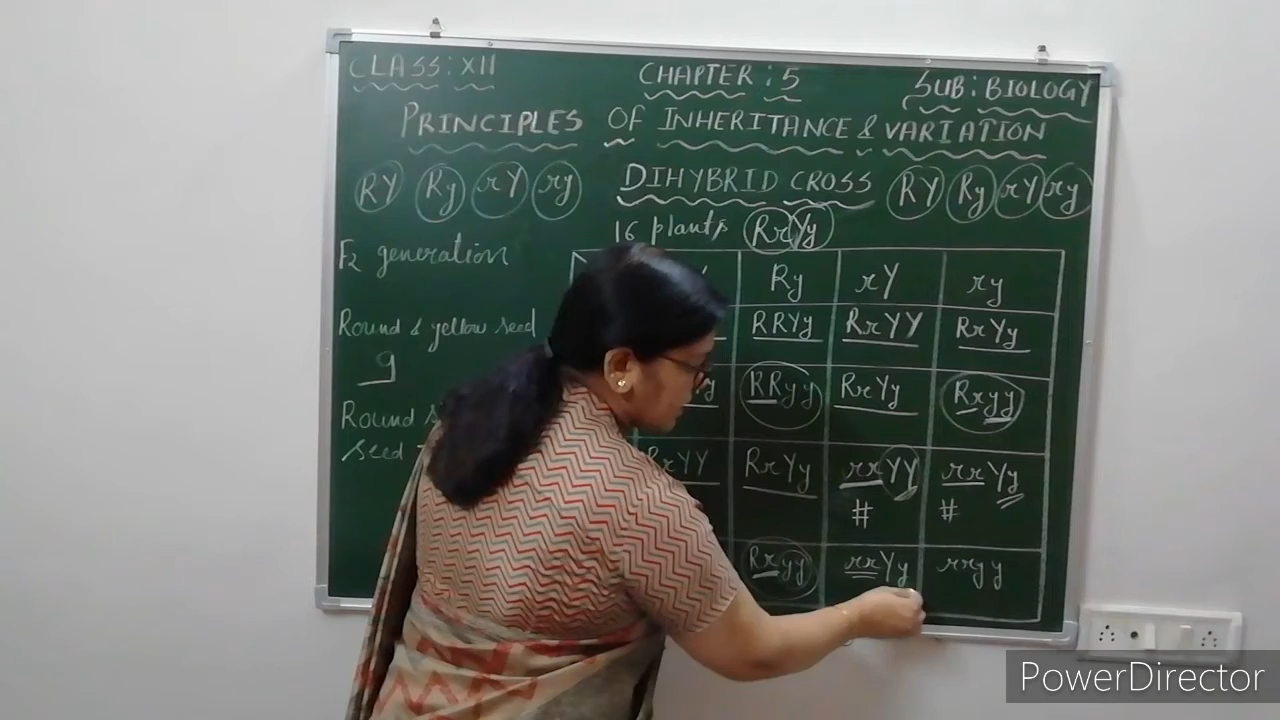 CLASS: XII CHAPTER: 5 SUB: BIOLOGY
PRINCIPLES OF INHERITANCE & VARIATION
RY Ry rY ry DIHYBRID CROSS RY Ry rY ry
16 plants RrYy
F2 generation
Ry rY ry
Round & yellow seed RRYy RrYY RrYy
9
RRyy RrYy Rryy
Round
seed RrYY RrYy rrYY rrYy
# #
Rryy rrYy rryy
PowerDirector